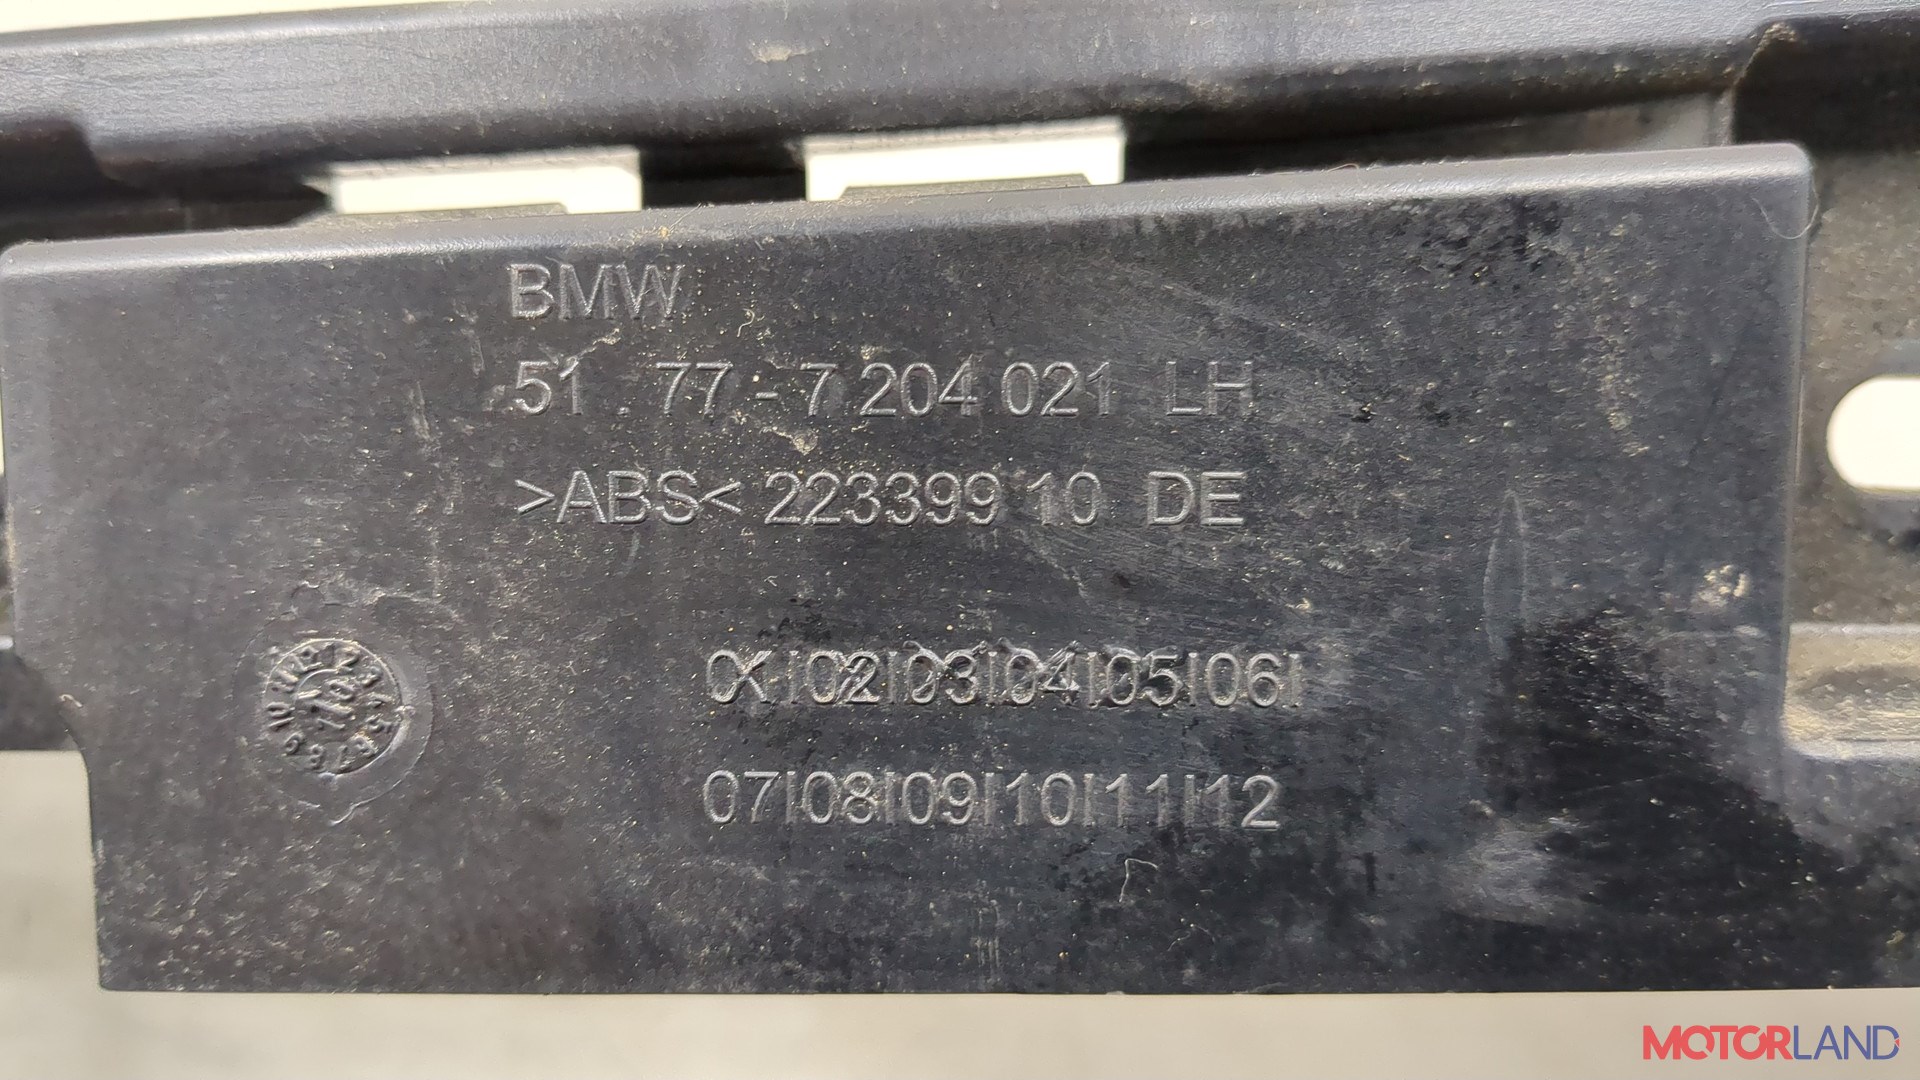 BMW
51.77-7 204 021 LH
>ABS< 223399 10 DE
01|02|03|04|05|06|
07|08|09|10|11|12
MOTORLAND